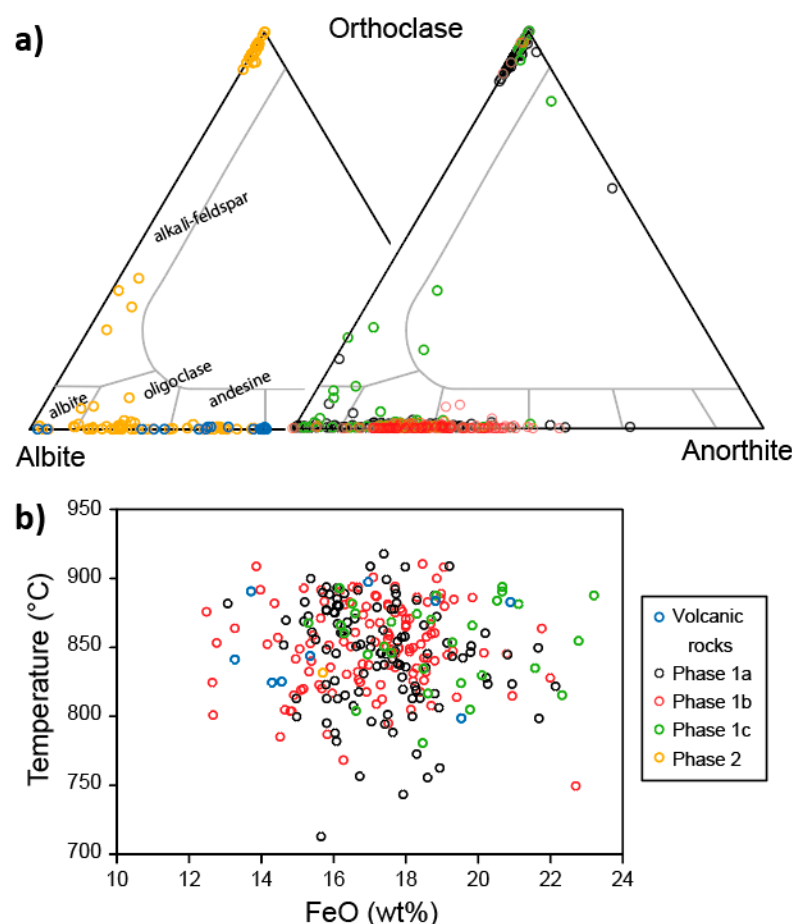 a)
Orthoclase
alkali-feldspar
albite
oligoclase
andesine
Albite
Anorthite
b)
950
900
850
800
750
700
Temperature (°C)
10
12
14
16
18
20
22
24
FeO (wt%)
Volcanic
rocks
Phase 1a
Phase 1b
Phase 1c
Phase 2